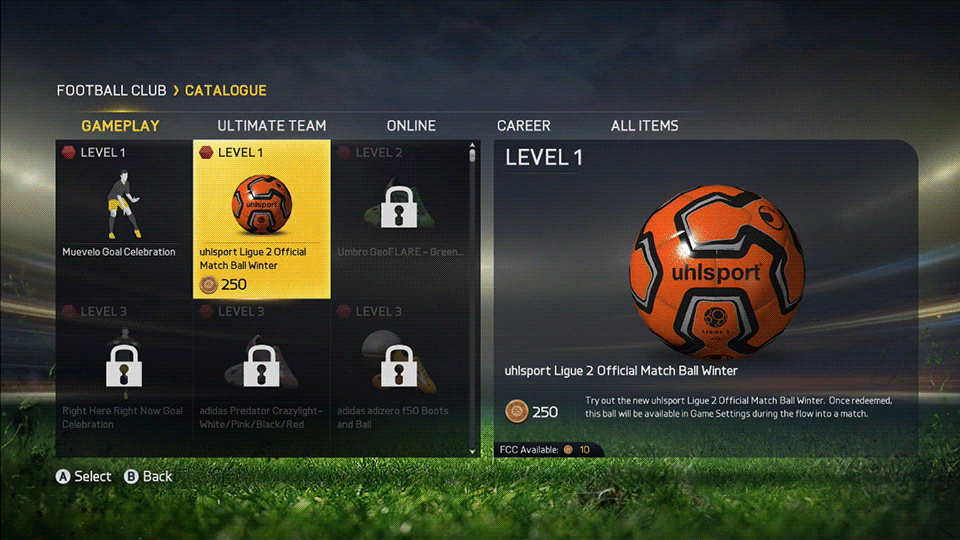 FOOTBALL CLUB > CATALOGUE
GAMEPLAY
ULTIMATE TEAM
ONLINE
CAREER
ALL ITEMS
LEVEL 1
Muevelo Goal Celebration
LEVEL 1
uhlsport
uhlsport Ligue 2 Official
Match Ball Winter
250
LEVEL 2
Umbro GeoFLARE - Green...
LEVEL 3
Right Here Right Now Goal
Celebration
LEVEL 3
adidas Predator Crazylight-
White/Pink/Black/Red
LEVEL 3
adidas adizero f50 Boots
and Ball
LEVEL 1
uhlsport
LIGUE 2
uhlsport Ligue 2 Official Match Ball Winter
250
Try out the new uhlsport Ligue 2 Official Match Ball Winter. Once redeemed,
this ball will be available in Game Settings during the flow into a match.
FCC Available: 10
A Select B Back